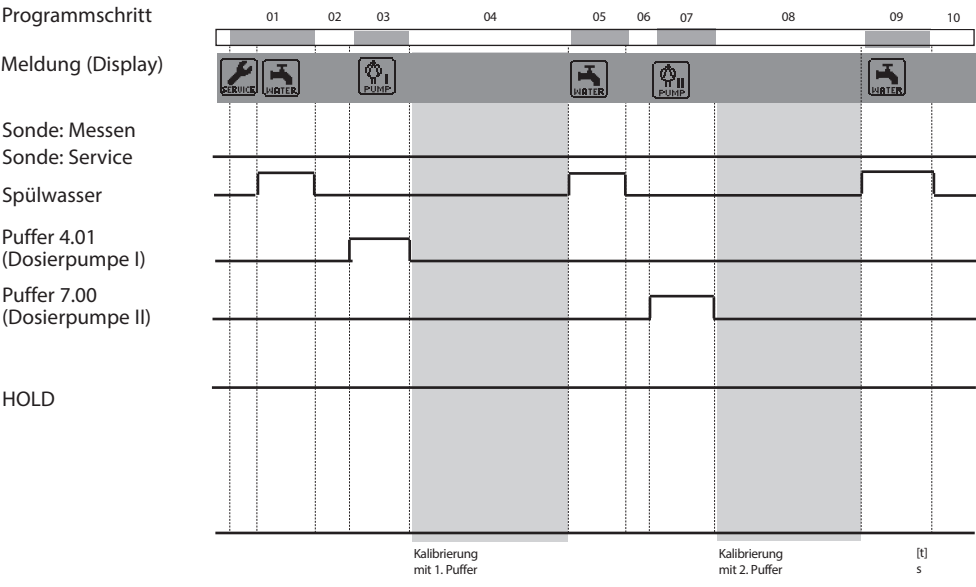 Programmschritt 01 02 03 04 05 06 07 08 09 10
Meldung (Display)
SERVICE WATER I PUMP WATER II PUMP WATER
Sonde: Messen
Sonde: Service
Spülwasser
Puffer 4.01
(Dosierpumpe I)
Puffer 7.00
(Dosierpumpe II)
HOLD
Kalibrierung
mit 1. Puffer
Kalibrierung
mit 2. Puffer
[t]
s